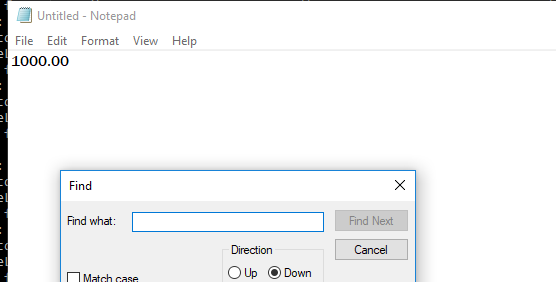 Untitled - Notepad
File Edit Format View Help
1000.00
Find
Find what:
Find Next
Cancel
Direction
Up Down
Match case